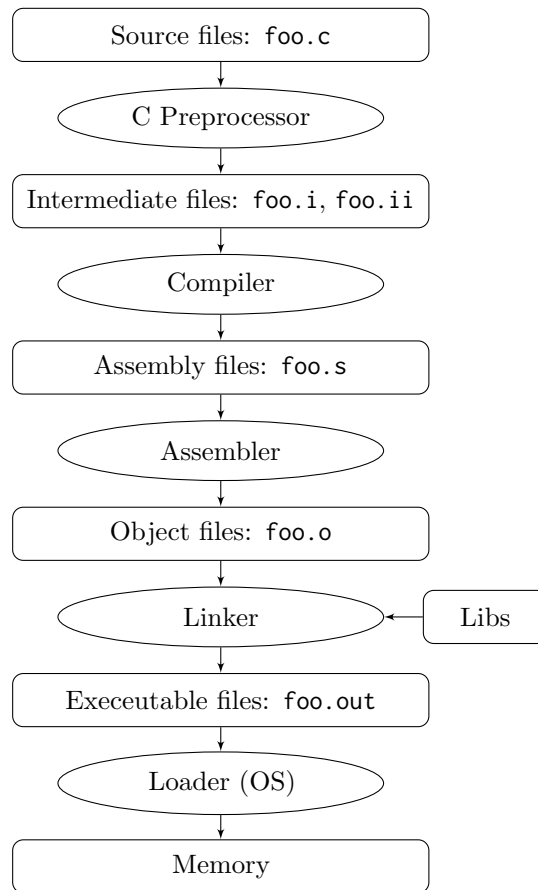 Source files: foo.c
C Preprocessor
Intermediate files: foo.i, foo.ii
Compiler
Assembly files: foo.s
Assembler
Object files: foo.o
Linker
Libs
Exeecutable files: foo.out
Loader (OS)
Memory